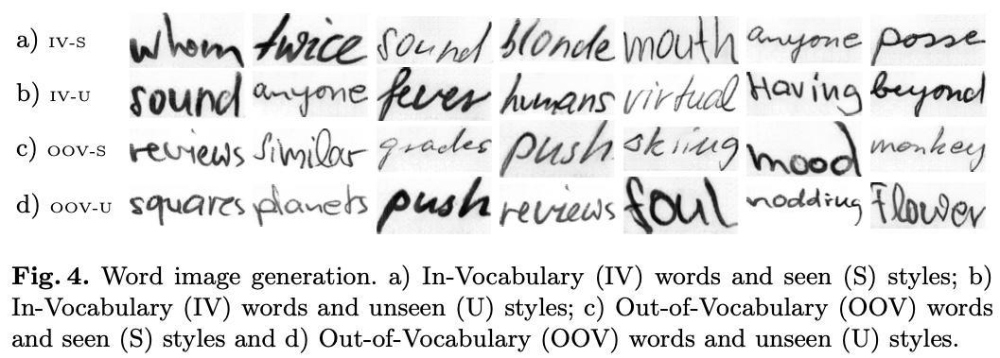 a) IV-S whom twice sound blonde mouth anyone posse
b) IV-U sound anyone fever humans virtual Having beyond
c) OOV-S reviews similar grades push skiing mood monkey
d) OOV-U squares planets push reviews foul nodding Flower
Fig. 4. Word image generation. a) In-Vocabulary (IV) words and seen (S) styles; b)
In-Vocabulary (IV) words and unseen (U) styles; c) Out-of-Vocabulary (OOV) words
and seen (S) styles and d) Out-of-Vocabulary (OOV) words and unseen (U) styles.